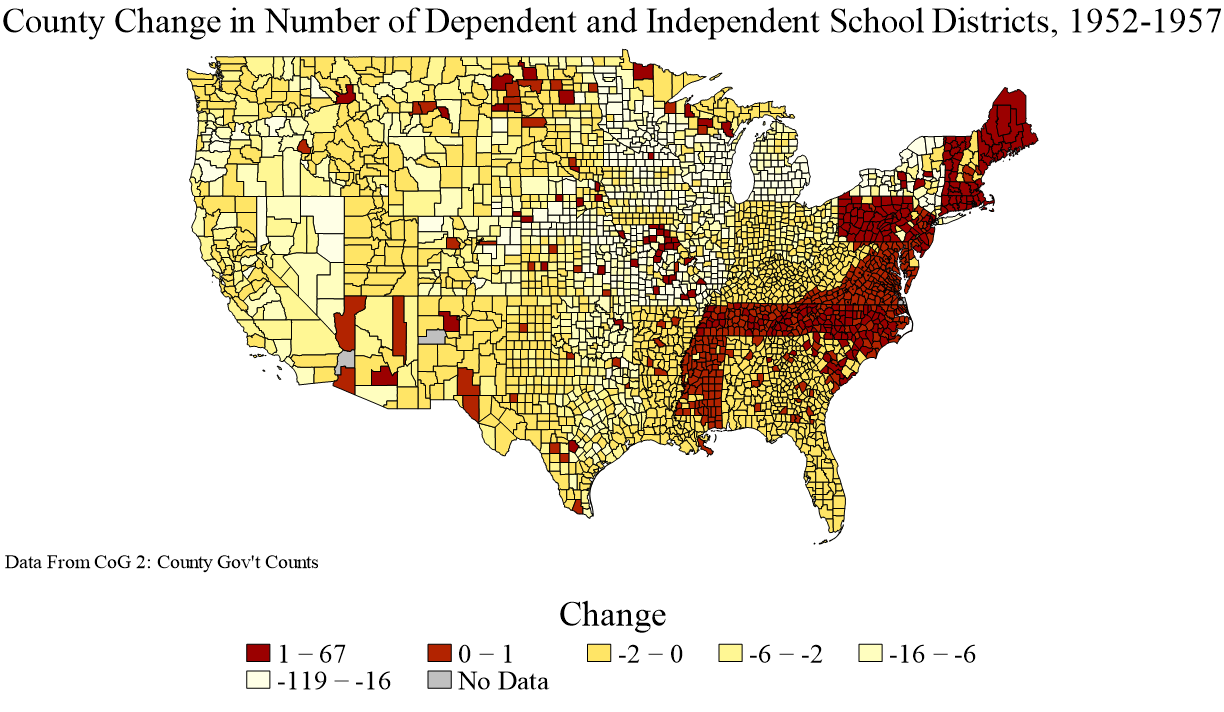 County Change in Number of Dependent and Independent School Districts, 1952-1957
Data From CoG 2: County Gov't Counts
Change
1 − 67
0 − 1
-2 − 0
-6 − -2
-16 − -6
-119 − -16
No Data